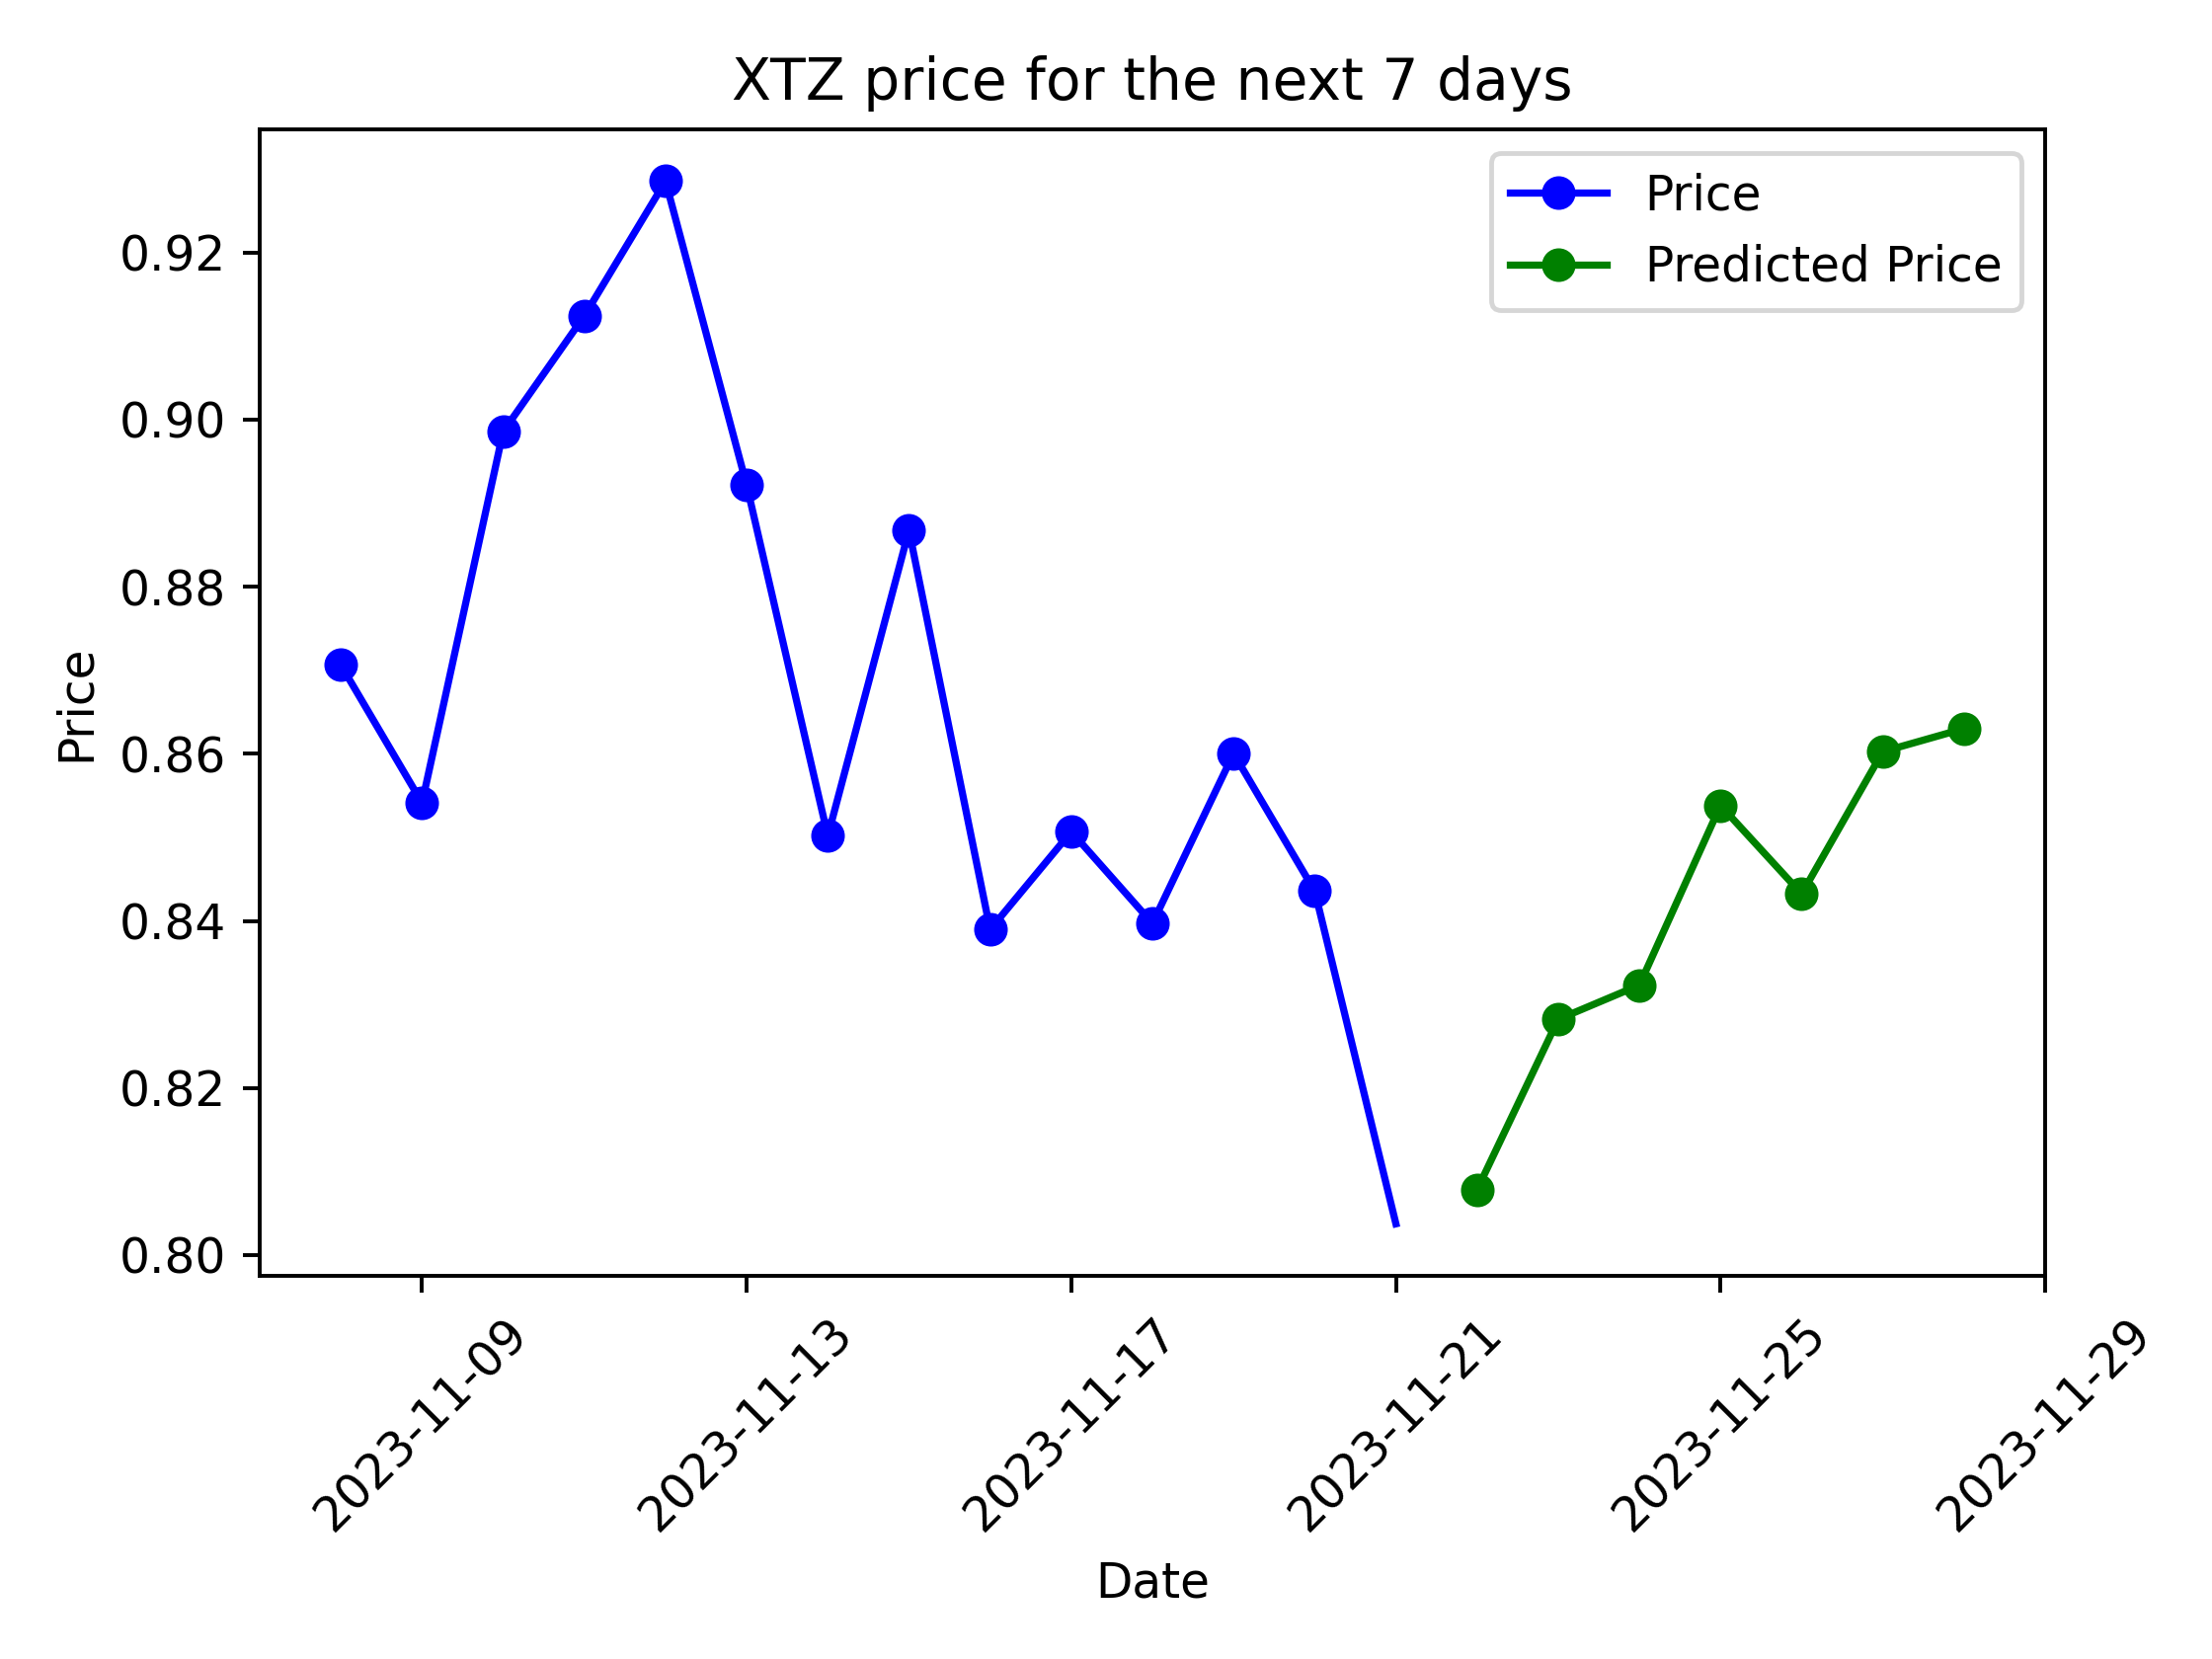 XTZ price for the next 7 days
Price
Predicted Price
0.92
0.90
0.88
0.86
0.84
0.82
0.80
Price
2023-11-09
2023-11-13
2023-11-17
2023-11-21
2023-11-25
2023-11-29
Date